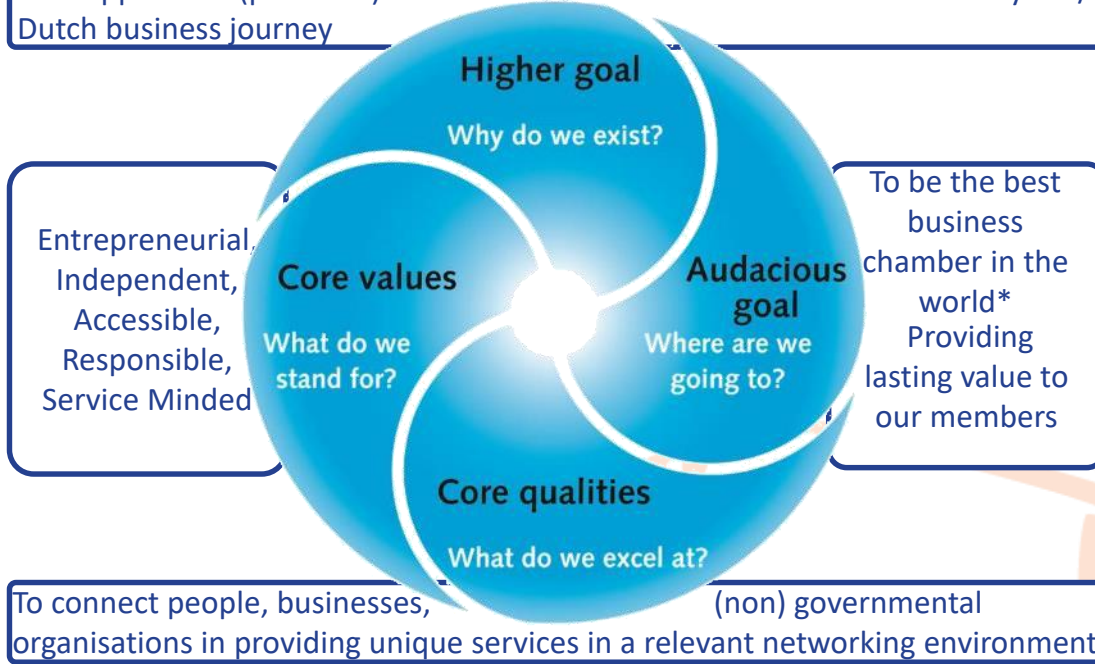 Dutch business journey
Higher goal
Why do we exist?
Entrepreneurial,
Independent,
Accessible,
Responsible,
Service Minded
Core values
What do we
stand for?
Audacious
goal
Where are we
going to?
To be the best
business
chamber in the
world*
Providing
lasting value to
our members
Core qualities
What do we excel at?
To connect people, businesses, (non) governmental
organisations in providing unique services in a relevant networking environment